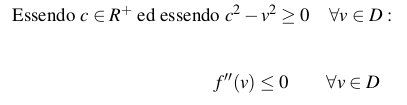 Essendo c ∈ R⁺ ed essendo c² − v² ≥ 0 ∀v ∈ D :
f″(v) ≤ 0 ∀v ∈ D